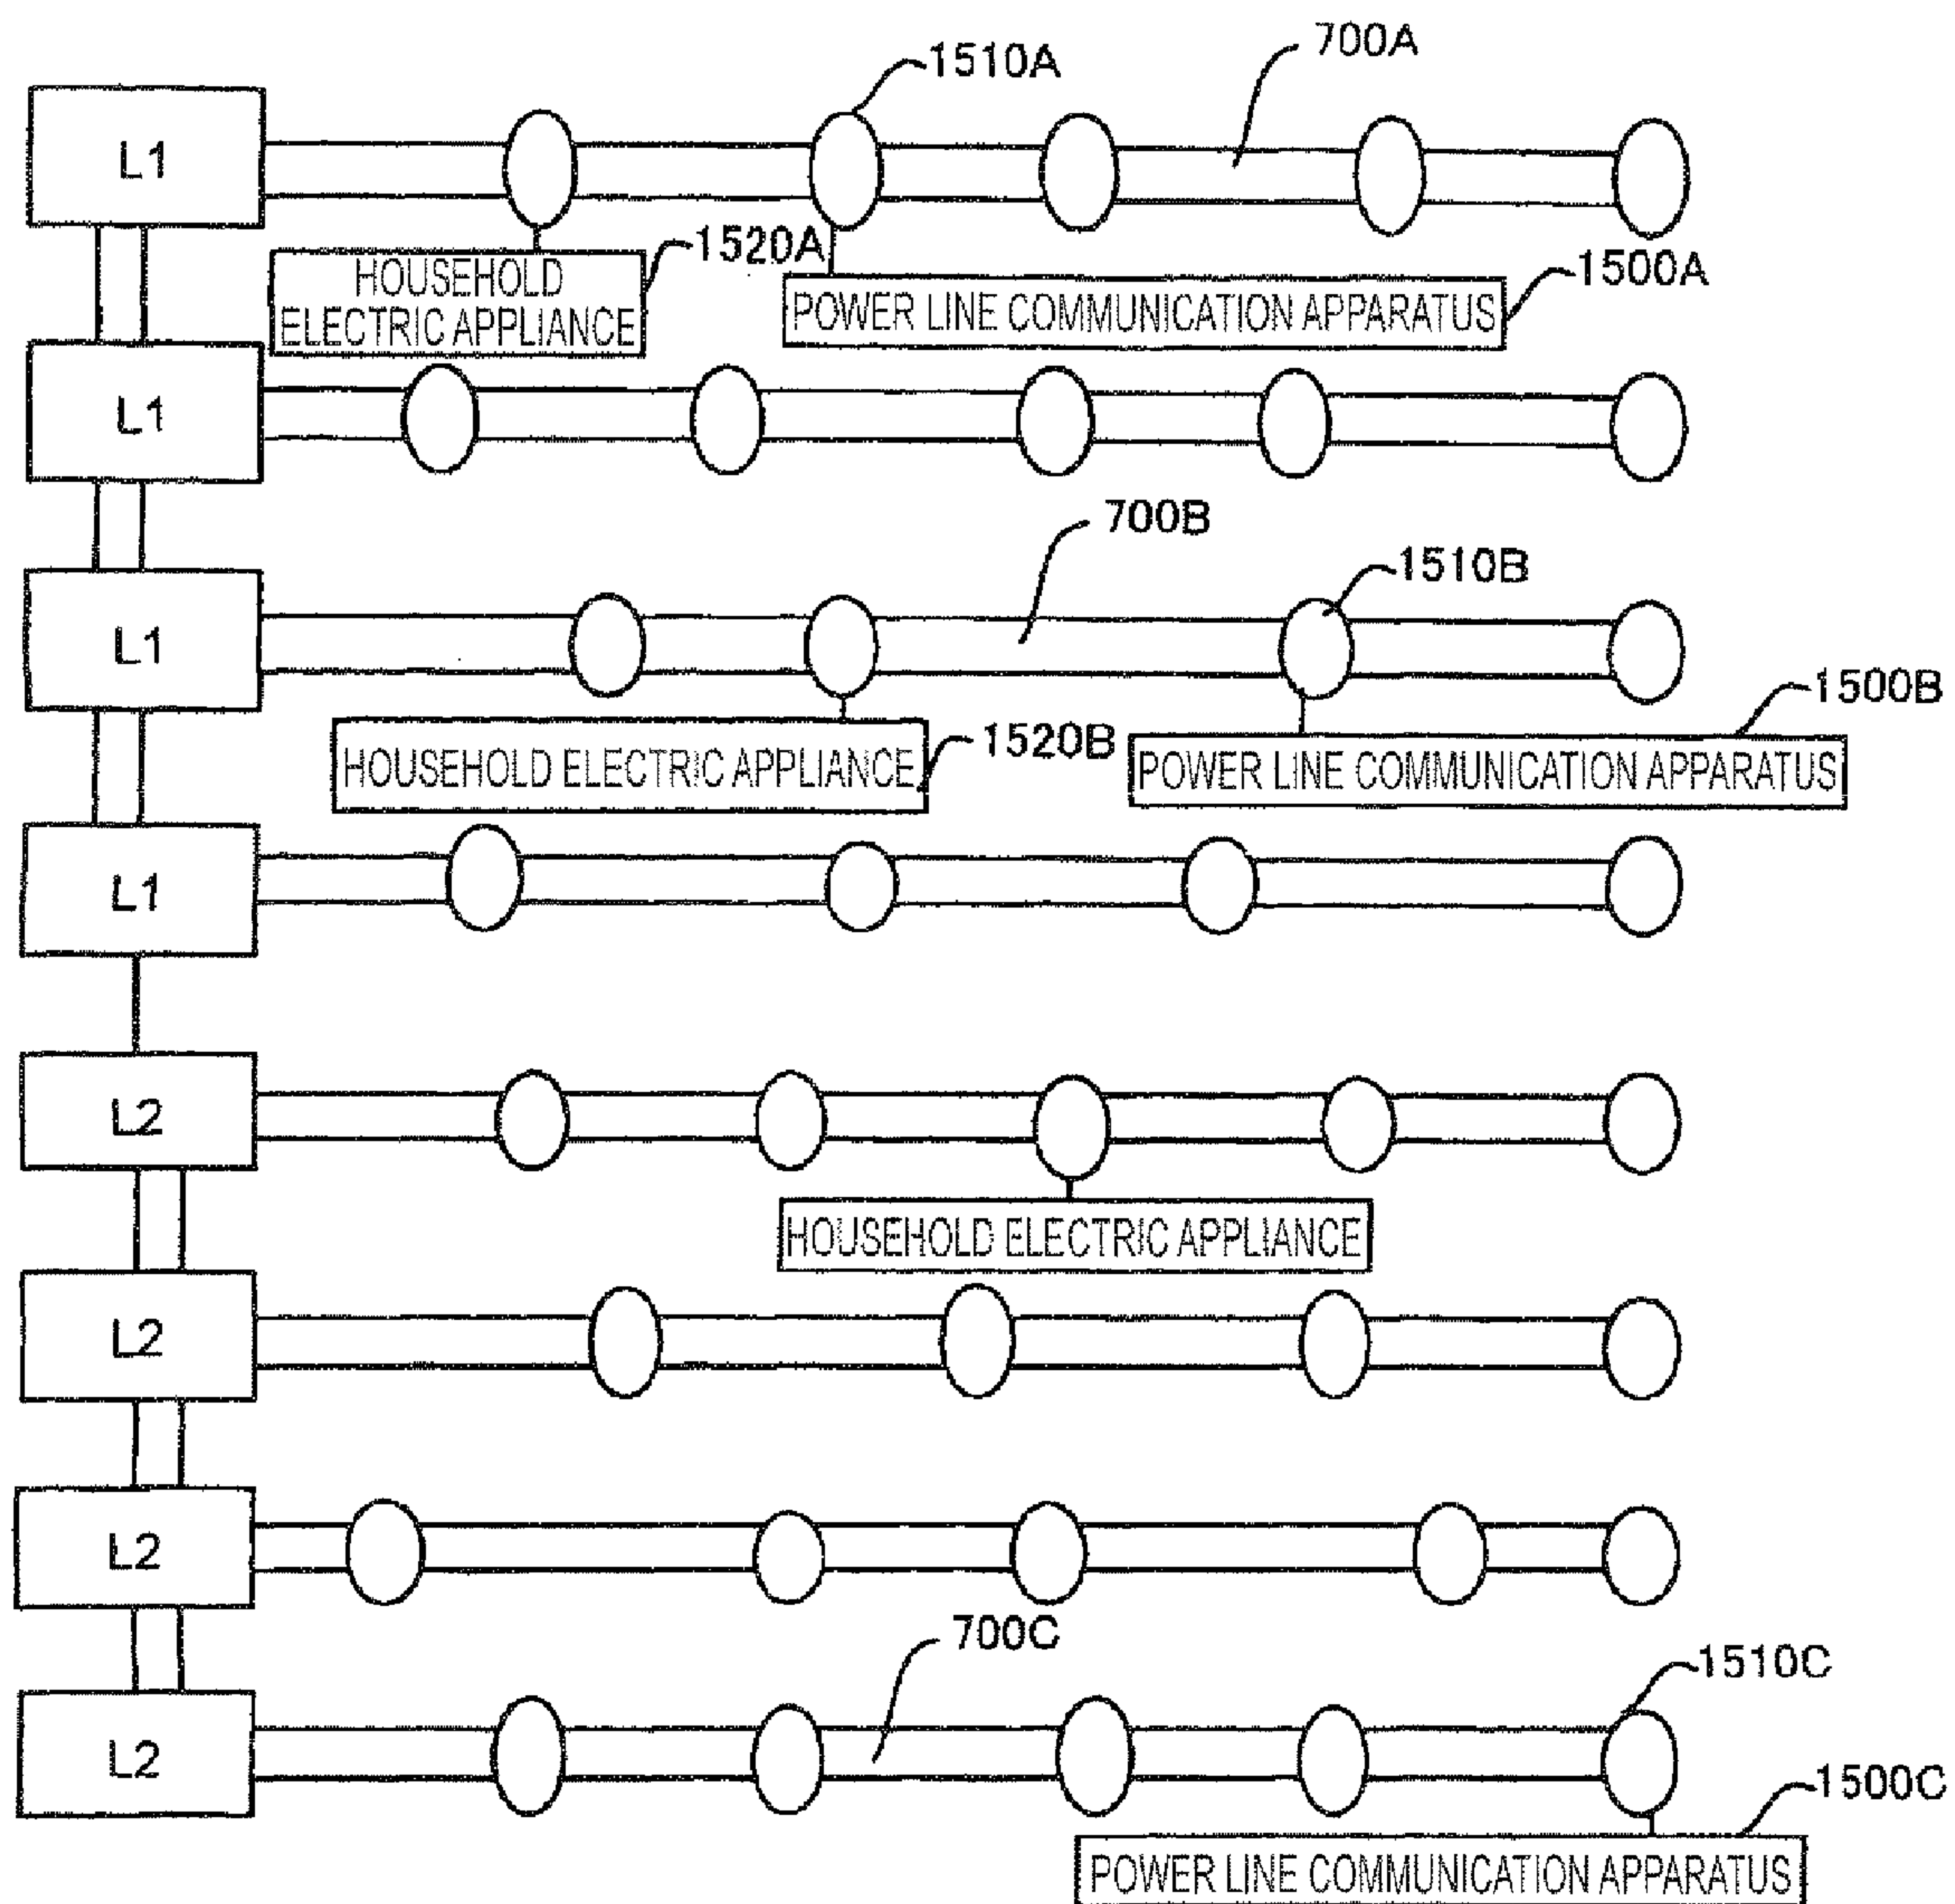 700A
1510A
L1
1520A
HOUSEHOLD
ELECTRIC APPLIANCE
1500A
POWER LINE COMMUNICATION APPARATUS
L1
700B
1510B
L1
1500B
1520B
HOUSEHOLD ELECTRIC APPLIANCE
POWER LINE COMMUNICATION APPARATUS
L1
L2
HOUSEHOLD ELECTRIC APPLIANCE
L2
L2
700C
1510C
L2
1500C
POWER LINE COMMUNICATION APPARATUS